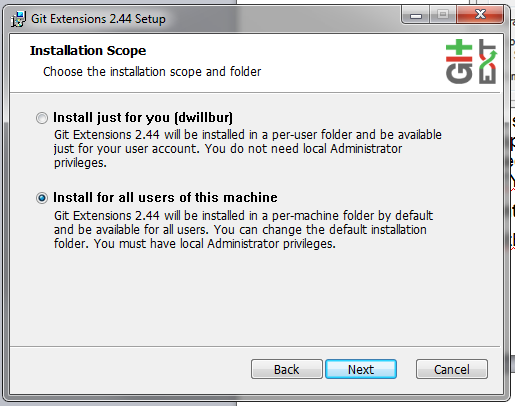 Git Extensions 2.44 Setup
Installation Scope
Choose the installation scope and folder
Git
EXT
Install just for you (dwillbur)
Git Extensions 2.44 will be installed in a per-user folder and be available
just for your user account. You do not need local Administrator
privileges.
Install for all users of this machine
Git Extensions 2.44 will be installed in a per-machine folder by default
and be available for all users. You can change the default installation
folder. You must have local Administrator privileges.
Back
Next
Cancel